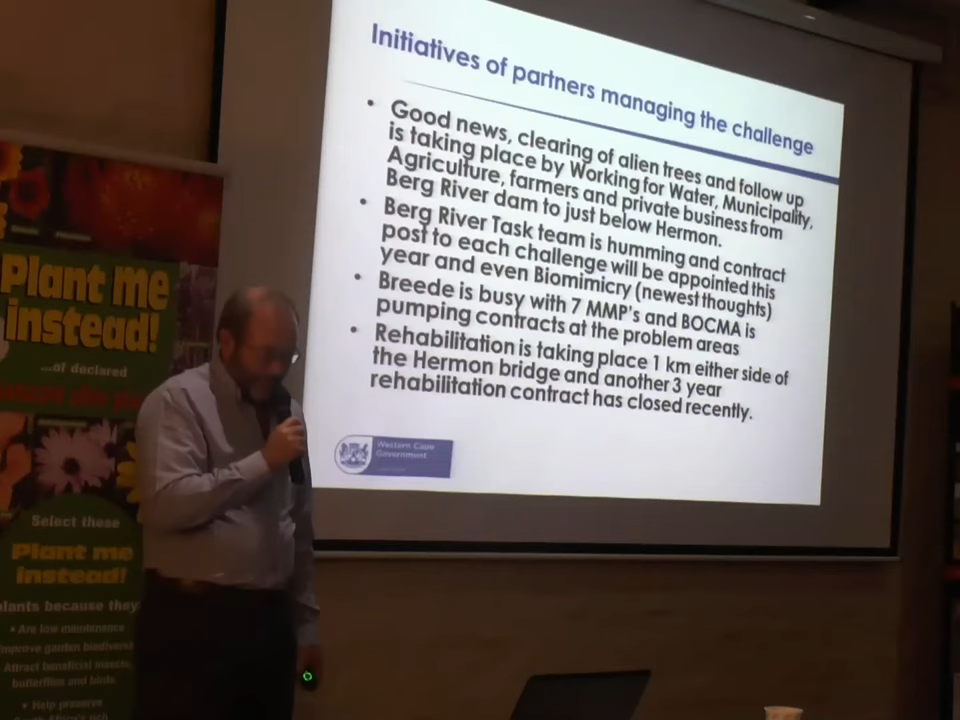 Initiatives of partners managing the challenge
• Good news, clearing of alien trees and follow up
is taking place by Working for Water, Municipality,
Agriculture, farmers and private business from
Berg River dam to just below Hermon.
• Berg River Task team is humming and contract
post to each challenge will be appointed this
year and even Biomimicry (newest thoughts)
• Breede is busy with 7 MMP's and BOCMA is
pumping contracts at the problem areas
• Rehabilitation is taking place 1 km either side of
the Hermon bridge and another 3 year
rehabilitation contract has closed recently.
Western Cape
Government
Plant me
instead!
...of declared
Select these
Plant me
instead!
plants because they
• Are low maintenance
improve garden
Attract beneficial
butterflies and birds
• Help preserve